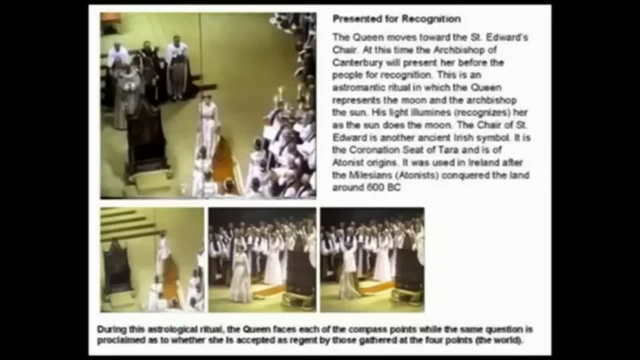 Presented for Recognition
The Queen moves toward the St. Edward's
Chair. At this time the Archbishop of
Canterbury will present her before the
people for recognition. This is an
astromantic ritual in which the Queen
represents the moon and the archbishop
the sun. His light illumines (recognizes) her
as the sun does the moon. The Chair of St.
Edward is another ancient Irish symbol. It is
the Coronation Seat of Tara and is of
Atonist origins. It was used in Ireland after
the Milesians (Atonists) conquered the land
around 600 BC
During this astrological ritual, the Queen faces each of the compass points while the same question is
proclaimed as to whether she is accepted as regent by those gathered at the four points (the world).